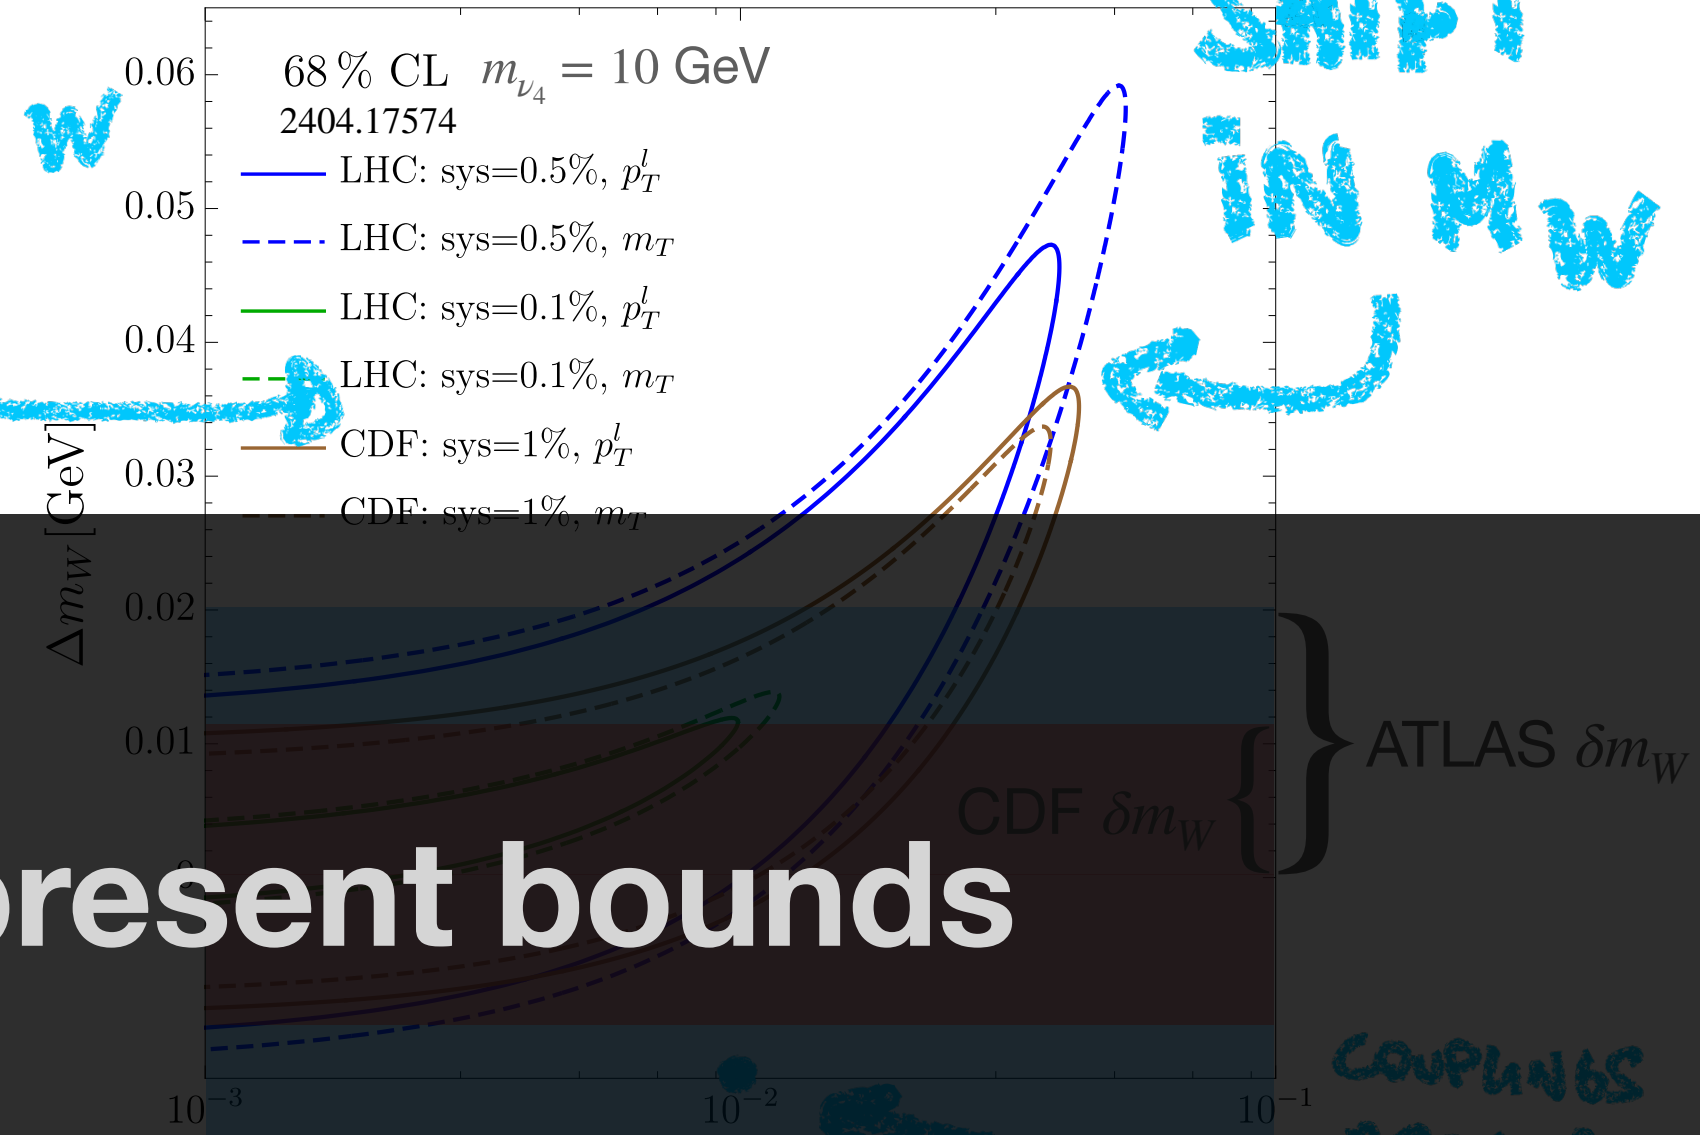 0.06
68 % CL m_{ν_4} = 10 GeV
2404.17574
W
LHC: sys=0.5%, p_T^l
0.05
IN M_W
LHC: sys=0.5%, m_T
LHC: sys=0.1%, p_T^l
0.04
LHC: sys=0.1%, m_T
CDF: sys=1%, p_T^l
0.03
CDF: sys=1%, m_T
Δm_W [GeV]
0.02
0.01
ATLAS δm_W
CDF δm_W
0
present bounds
COUPLINGS
10^{-3} 10^{-2} 10^{-1}